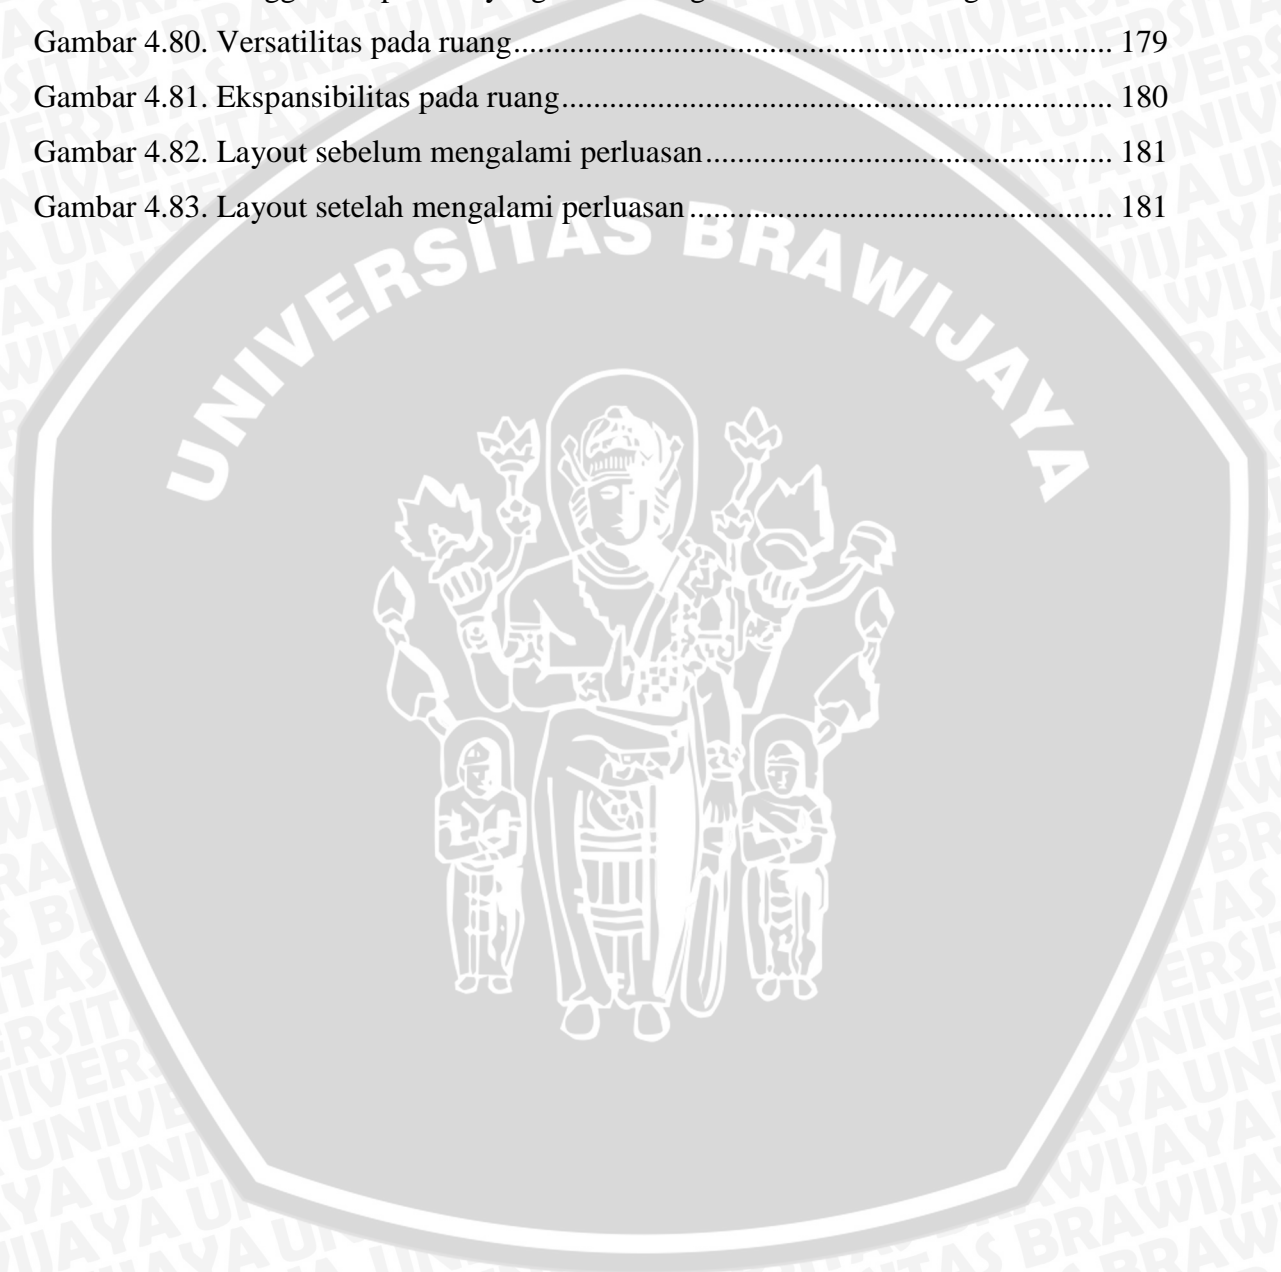 Gambar 4.80. Versatilitas pada ruang........................................................................... 179
Gambar 4.81. Ekspansibilitas pada ruang..................................................................... 180
Gambar 4.82. Layout sebelum mengalami perluasan................................................... 181
Gambar 4.83. Layout setelah mengalami perluasan..................................................... 181
UNIVERSITAS BRAWIJAYA